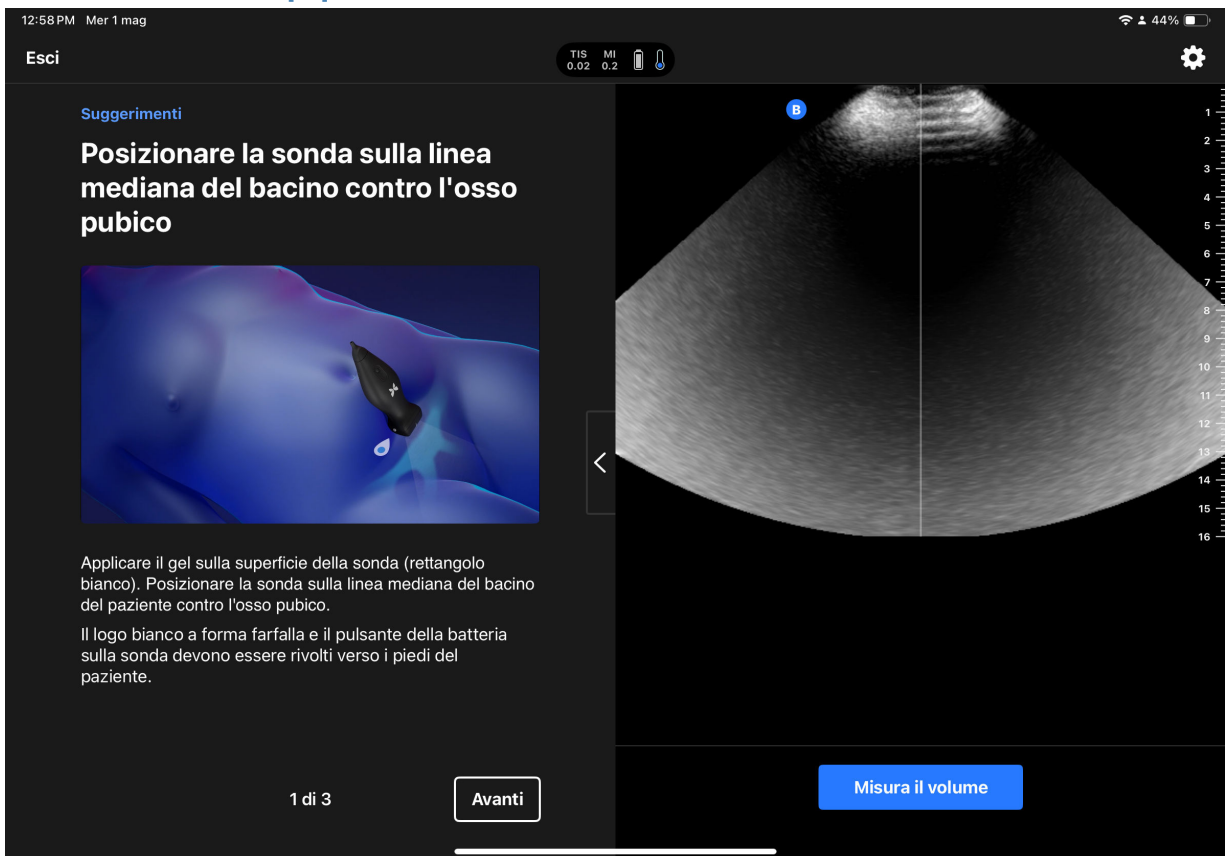 12:58 PM Mer 1 mag
44%
Esci
TIS MI
0.02 0.2
Suggerimenti
Posizionare la sonda sulla linea
mediana del bacino contro l'osso
pubico
Applicare il gel sulla superficie della sonda (rettangolo
bianco). Posizionare la sonda sulla linea mediana del bacino
del paziente contro l'osso pubico.
Il logo bianco a forma farfalla e il pulsante della batteria
sulla sonda devono essere rivolti verso i piedi del
paziente.
1 di 3
Avanti
B
1
2
3
4
5
6
7
8
9
10
11
12
13
14
15
16
Misura il volume